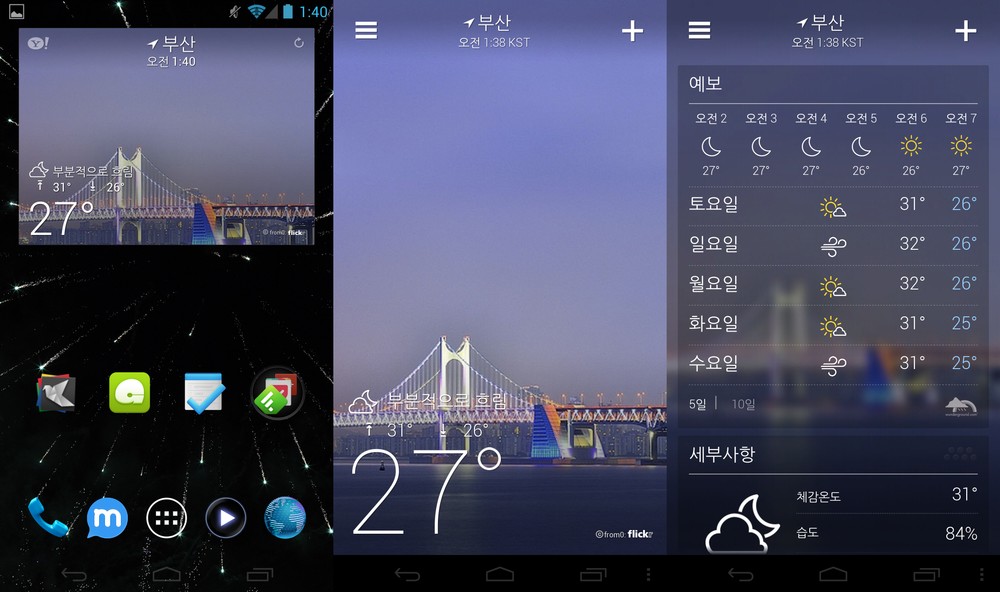 1:40
Y!
부산
오전 1:40
부분적으로 흐림
31° 26°
27°
©from0: flickr
m
부산
오전 1:38 KST
부분적으로 흐림
31° 26°
27°
©from0: flickr
부산
오전 1:38 KST
예보
오전 2 오전 3 오전 4 오전 5 오전 6 오전 7
27° 27° 27° 26° 26° 27°
토요일 31° 26°
일요일 32° 26°
월요일 32° 26°
화요일 31° 25°
수요일 31° 25°
5일 10일
세부사항
체감온도 31°
습도 84%